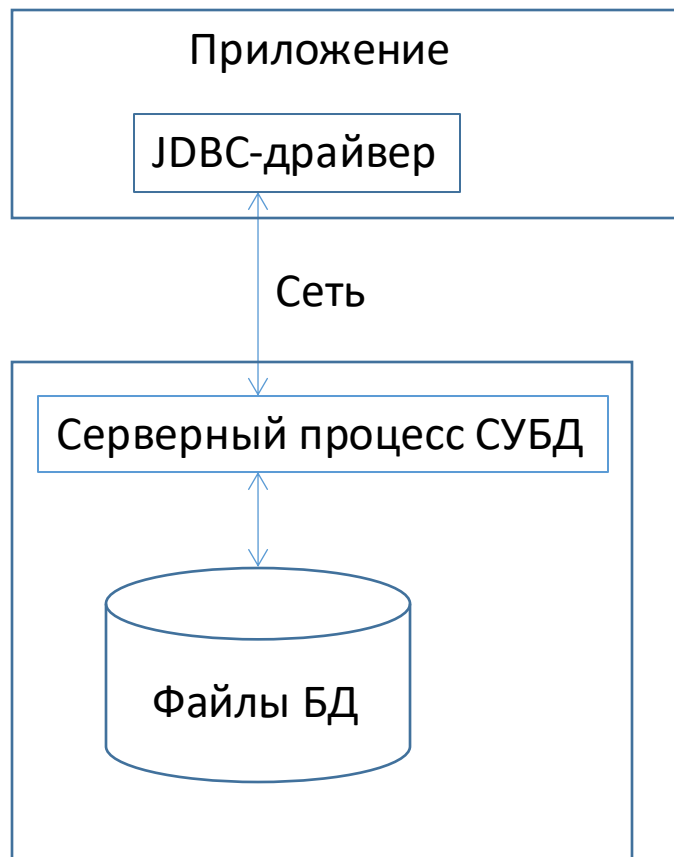 Приложение
JDBC-драйвер
Сеть
Серверный процесс СУБД
Файлы БД